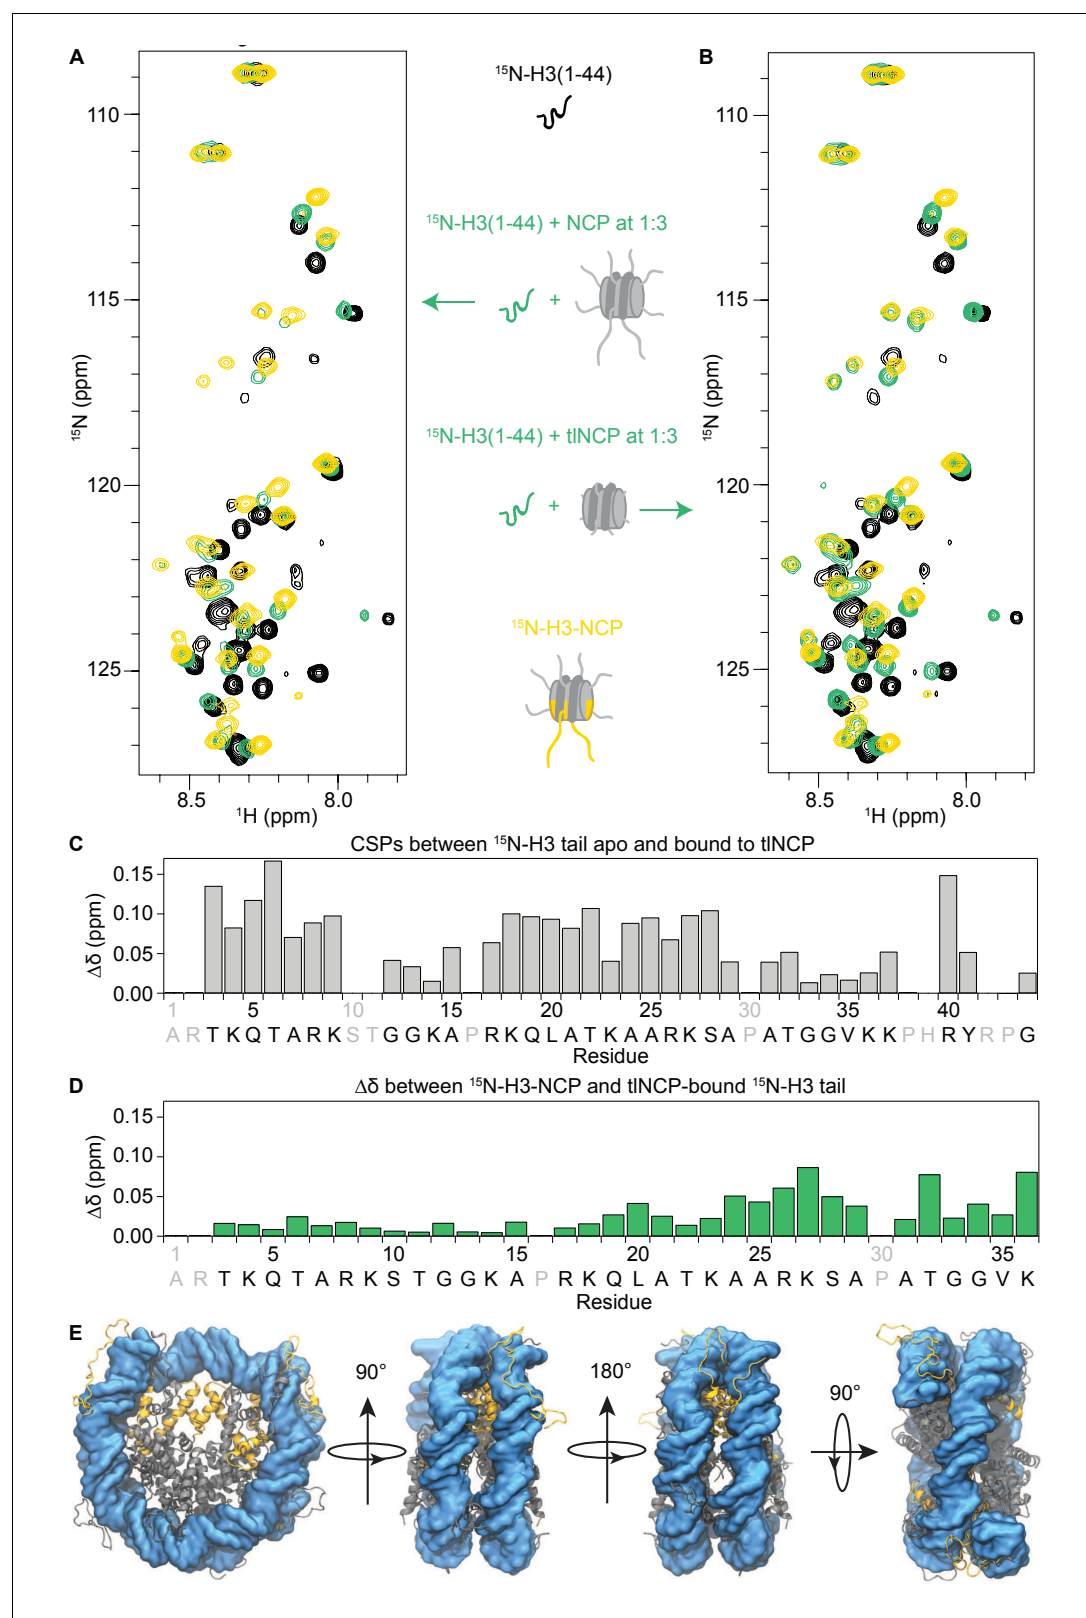 A
B
¹⁵N-H3(1-44)
¹⁵N-H3(1-44) + NCP at 1:3
+
¹⁵N-H3(1-44) + tlNCP at 1:3
+
¹⁵N-H3-NCP
110
115
120
125
¹⁵N (ppm)
8.5 8.0
¹H (ppm)
110
115
120
125
¹⁵N (ppm)
8.5 8.0
¹H (ppm)
C
CSPs between ¹⁵N-H3 tail apo and bound to tlNCP
0.15
0.10
0.05
0.00
Δδ (ppm)
1 5 10 15 20 25 30 35 40
A R T K Q T A R K S T G G K A P R K Q L A T K A A R K S A P A T G G V K K P H R Y R P G
Residue
D
Δδ between ¹⁵N-H3-NCP and tlNCP-bound ¹⁵N-H3 tail
0.15
0.10
0.05
0.00
Δδ (ppm)
1 5 10 15 20 25 30 35
A R T K Q T A R K S T G G K A P R K Q L A T K A A R K S A P A T G G V K
Residue
E
90°
180°
90°